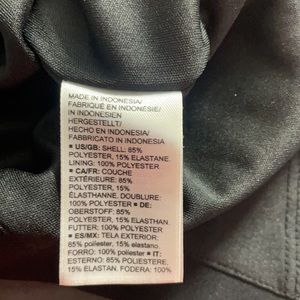 MADE IN INDONESIA/
FABRIQUÉ EN INDONÉSIE/
IN INDONESIEN
HERGESTELLT/
HECHO EN INDONESIA/
FABBRICATO IN INDONESIA
■ US/GB: SHELL: 85%
POLYESTER, 15% ELASTANE.
LINING: 100% POLYESTER
■ CA/FR: COUCHE
EXTÉRIEURE: 85%
POLYESTER, 15%
ÉLASTHANNE. DOUBLURE:
100% POLYESTER ■ DE:
OBERSTOFF: 85%
POLYESTER, 15% ELASTHAN.
FUTTER: 100% POLYESTER
■ ES/MX: TELA EXTERIOR:
85% poliéster, 15% elastano.
FORRO: 100% poliéster ■ IT:
ESTERNO: 85% POLIESTERE,
15% ELASTAN. FODERA: 100%